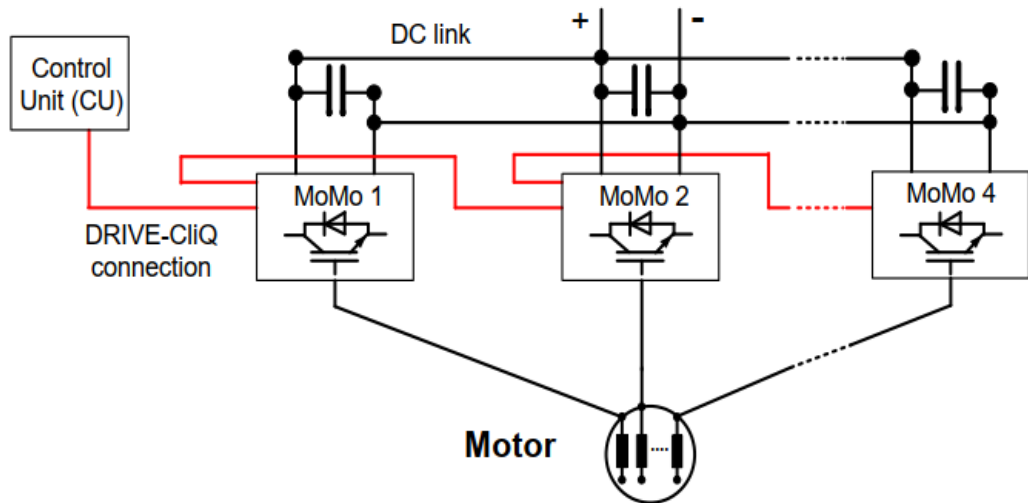 + -
DC link
Control
Unit (CU)
MoMo 1
MoMo 2
MoMo 4
DRIVE-CliQ
connection
Motor